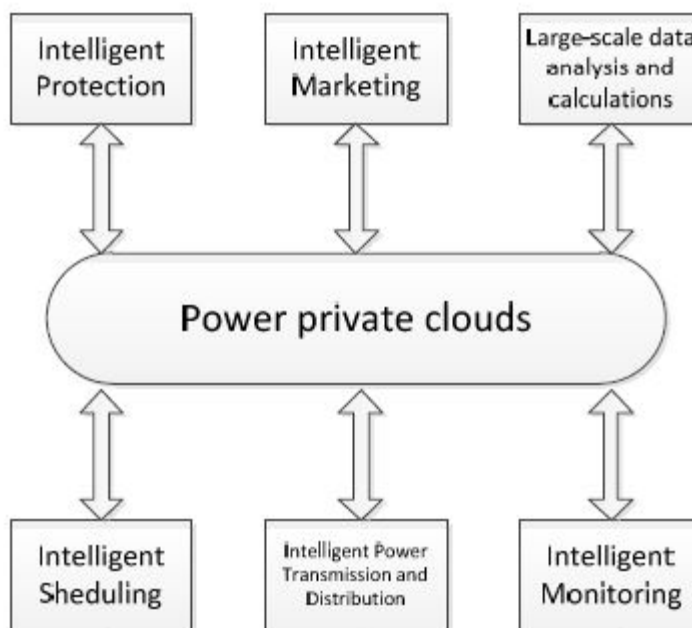 Intelligent
Protection
Intelligent
Marketing
Large-scale data
analysis and
calculations
Power private clouds
Intelligent
Sheduling
Intelligent Power
Transmission and
Distribution
Intelligent
Monitoring